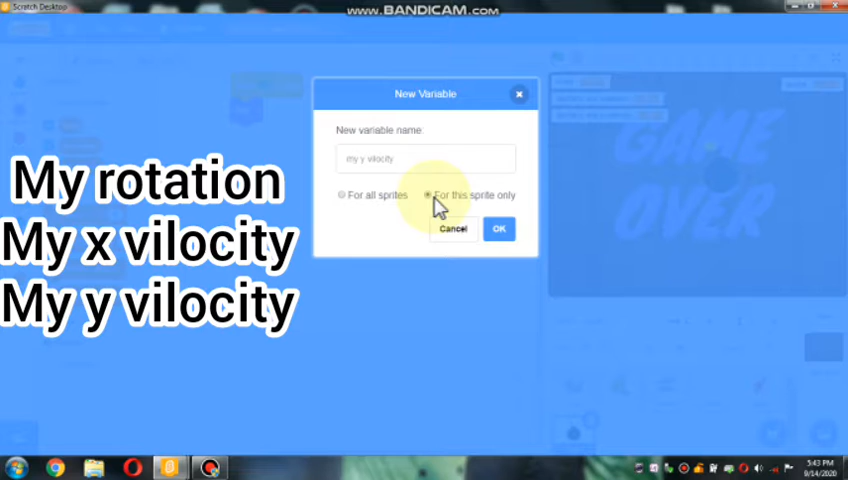 Scratch Desktop
www.BANDICAM.com
New Variable
New variable name:
my y vilocity
For all sprites
For this sprite only
Cancel
OK
My rotation
My x vilocity
My y vilocity
GAME
OVER
5:43 PM
9/14/2020